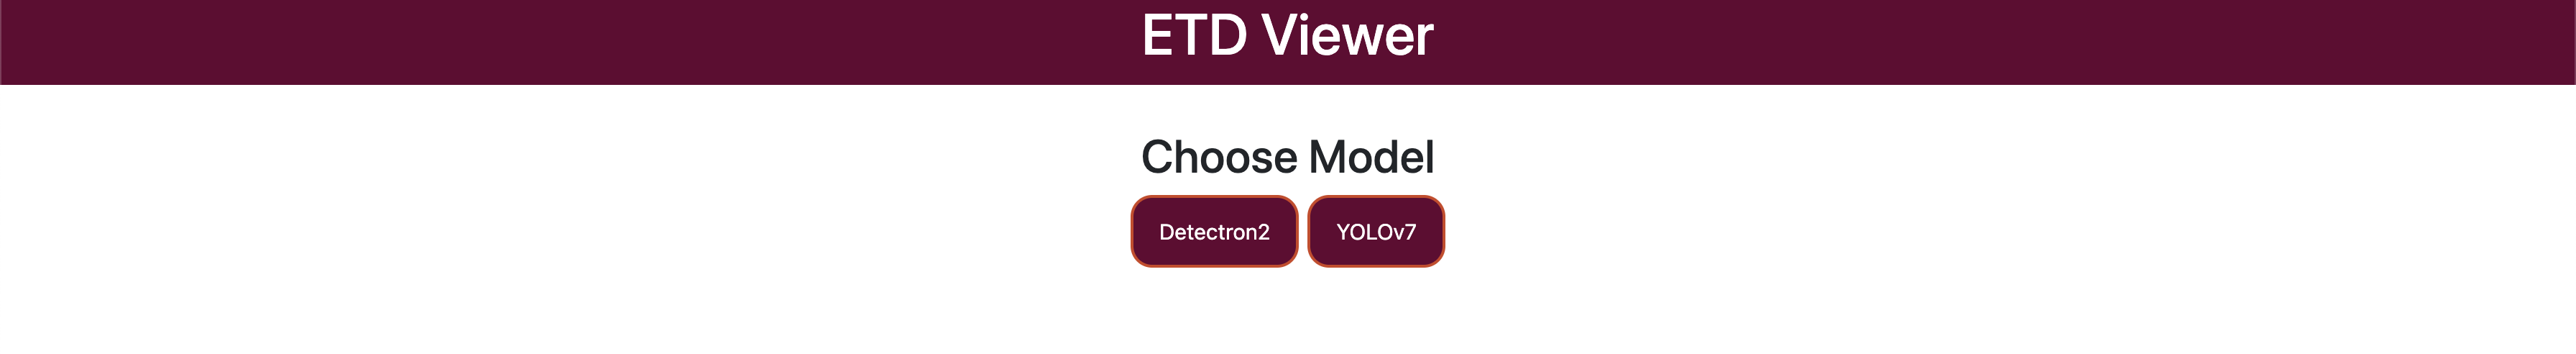 ETD Viewer
Choose Model
Detectron2 YOLOv7